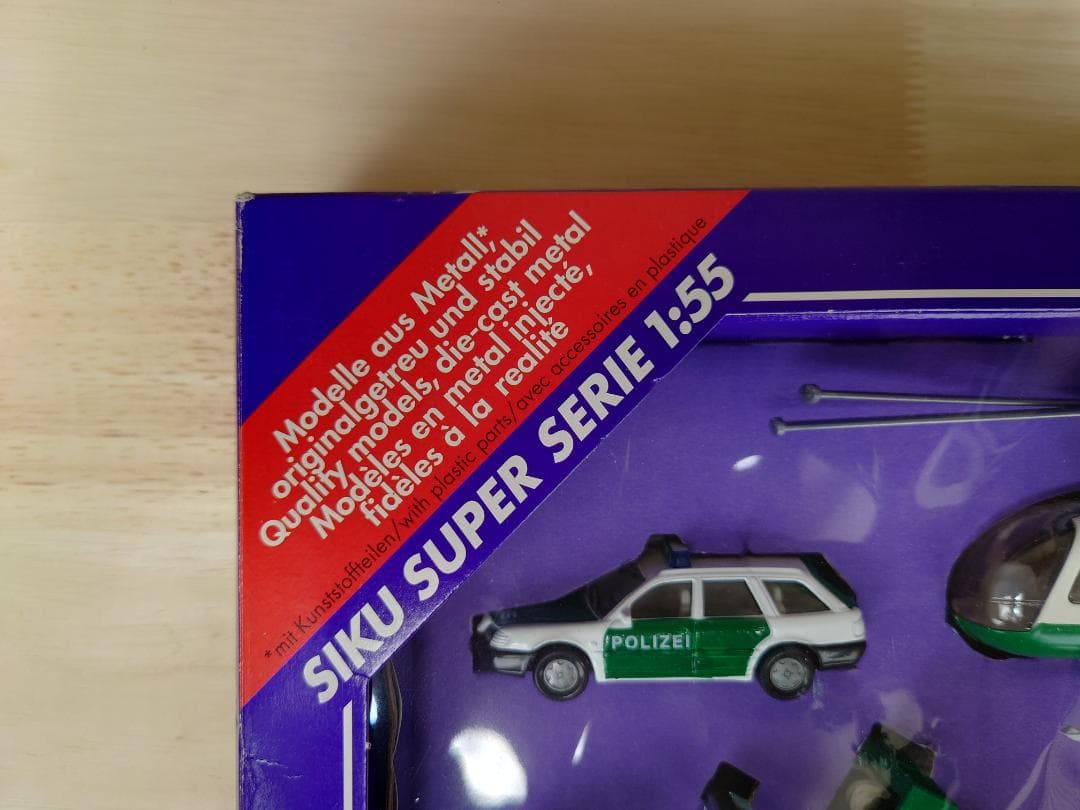 Modelle aus Metall*,
originalgetreu und stabil
Quality models, die-cast metal
Modèles en metal injecté,
fidèles à la realité
*mit Kunststoffteilen/with plastic parts/avec accessoires en plastique
SIKU SUPER SERIE 1:55
POLIZEI